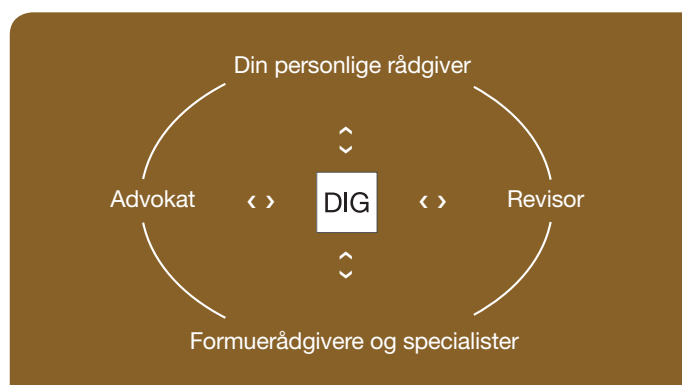 Din personlige rådgiver
Advokat
DIG
Revisor
Formuerådgivere og specialister